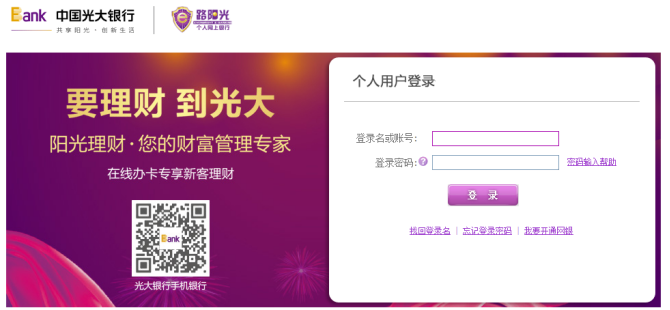 Bank 中国光大银行
共享阳光·创新生活
路阳光
个人网上银行
要理财 到光大
阳光理财·您的财富管理专家
在线办卡专享新客理财
Bank
光大银行手机银行
个人用户登录
登录名或账号:
登录密码: ? 密码输入帮助
登 录
找回登录名 | 忘记登录密码 | 我要开通网银